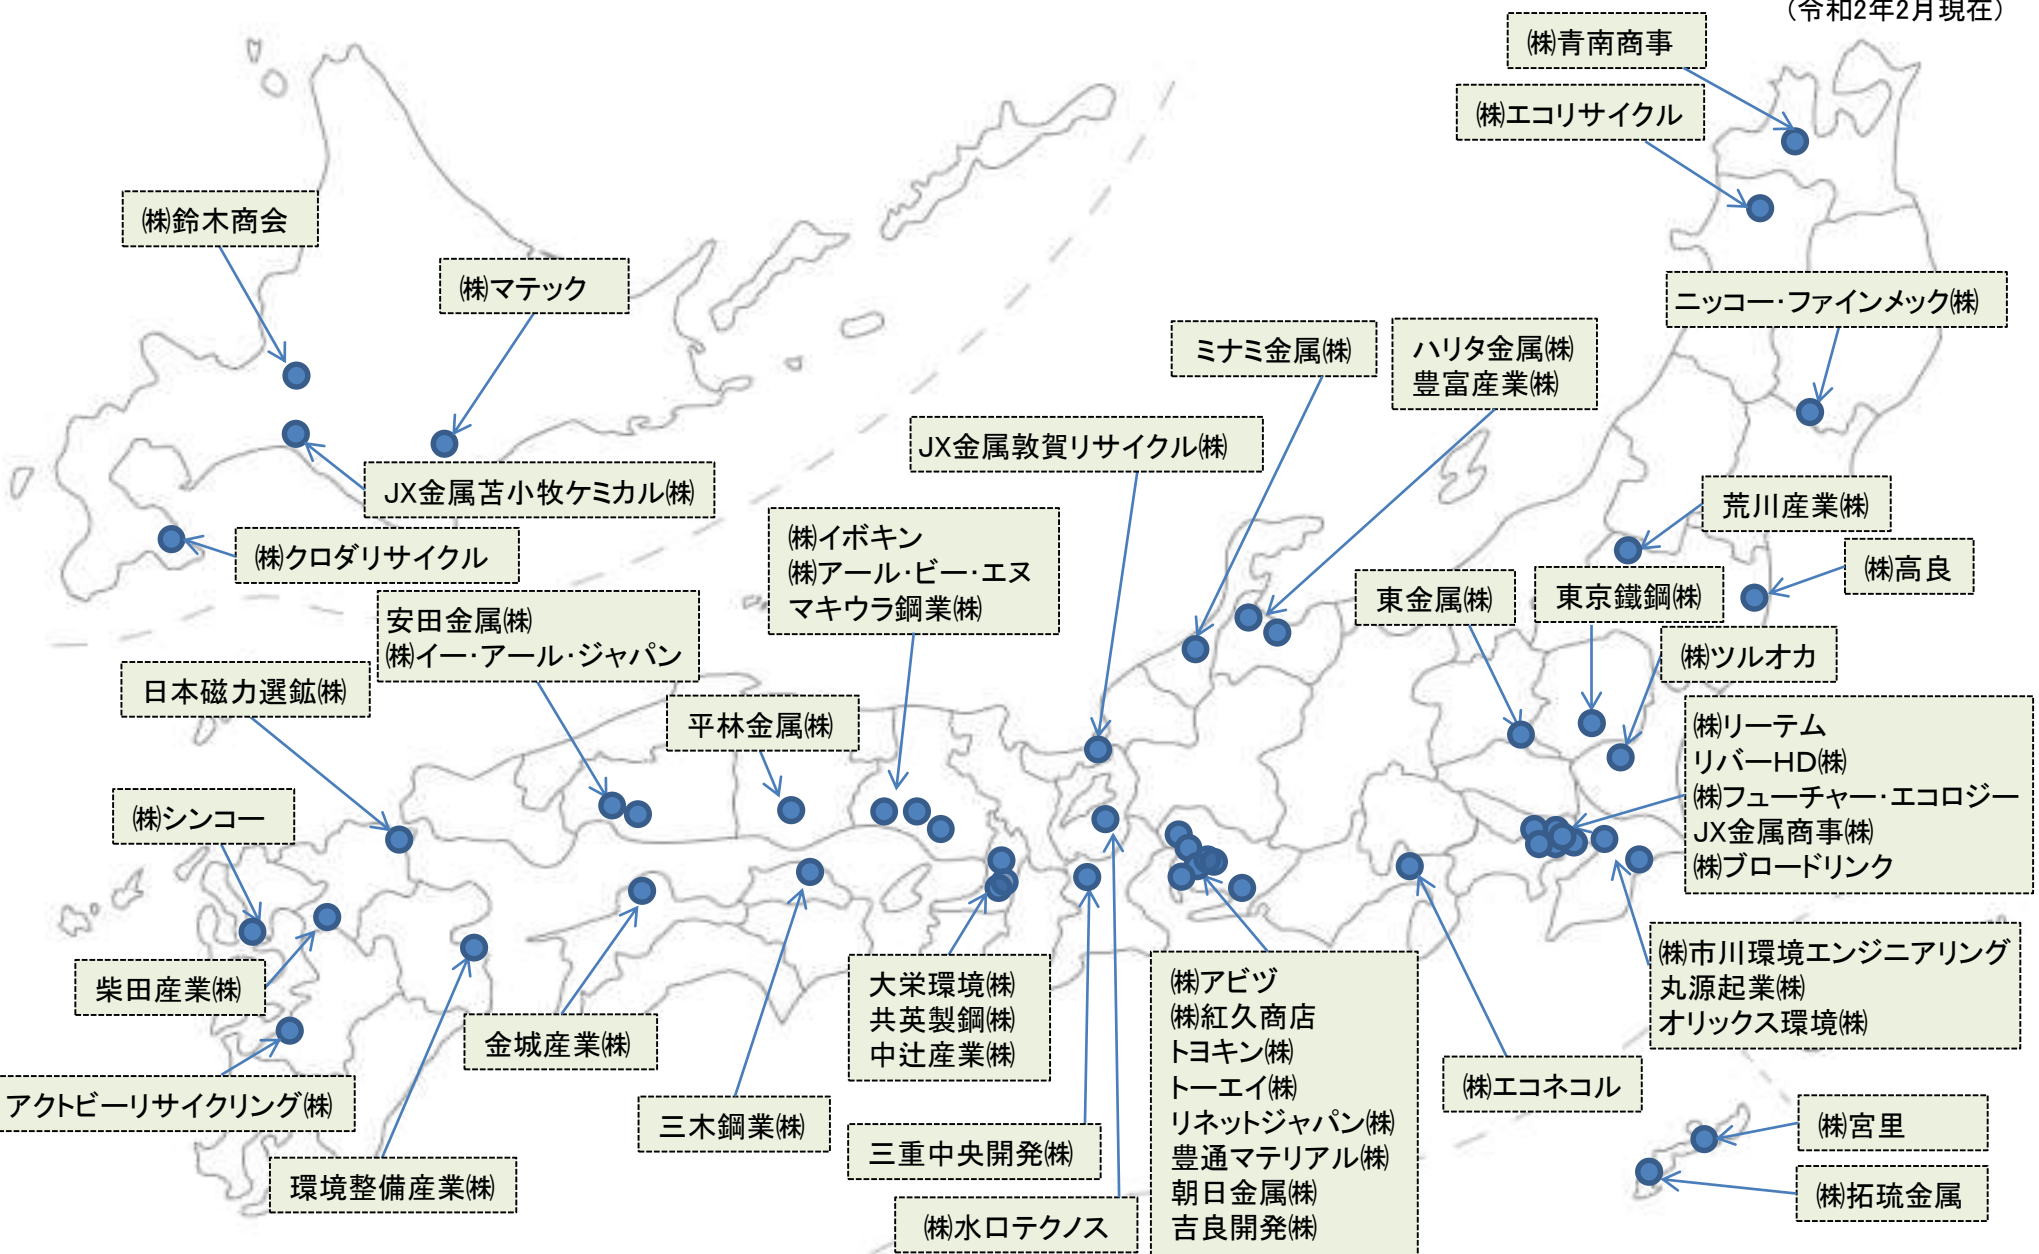 （令和2年2月現在）
㈱青南商事
㈱エコリサイクル
㈱鈴木商会
㈱マテック
ニッコー・ファインメック㈱
ミナミ金属㈱
ハリタ金属㈱
豊富産業㈱
JX金属敦賀リサイクル㈱
JX金属苫小牧ケミカル㈱
荒川産業㈱
㈱クロダリサイクル
㈱イボキン
㈱アール・ビー・エヌ
マキウラ鋼業㈱
㈱高良
東金属㈱
東京鐵鋼㈱
安田金属㈱
㈱イー・アール・ジャパン
㈱ツルオカ
日本磁力選鉱㈱
平林金属㈱
㈱リーテム
リバーHD㈱
㈱フューチャー・エコロジー
JX金属商事㈱
㈱ブロードリンク
㈱シンコー
㈱市川環境エンジニアリング
丸源起業㈱
オリックス環境㈱
柴田産業㈱
金城産業㈱
大栄環境㈱
共英製鋼㈱
中辻産業㈱
㈱アビヅ
㈱紅久商店
トヨキン㈱
トーエイ㈱
リネットジャパン㈱
豊通マテリアル㈱
朝日金属㈱
吉良開発㈱
㈱エコネコル
アクトビーリサイクリング㈱
三木鋼業㈱
三重中央開発㈱
㈱宮里
環境整備産業㈱
㈱拓琉金属
㈱水口テクノス